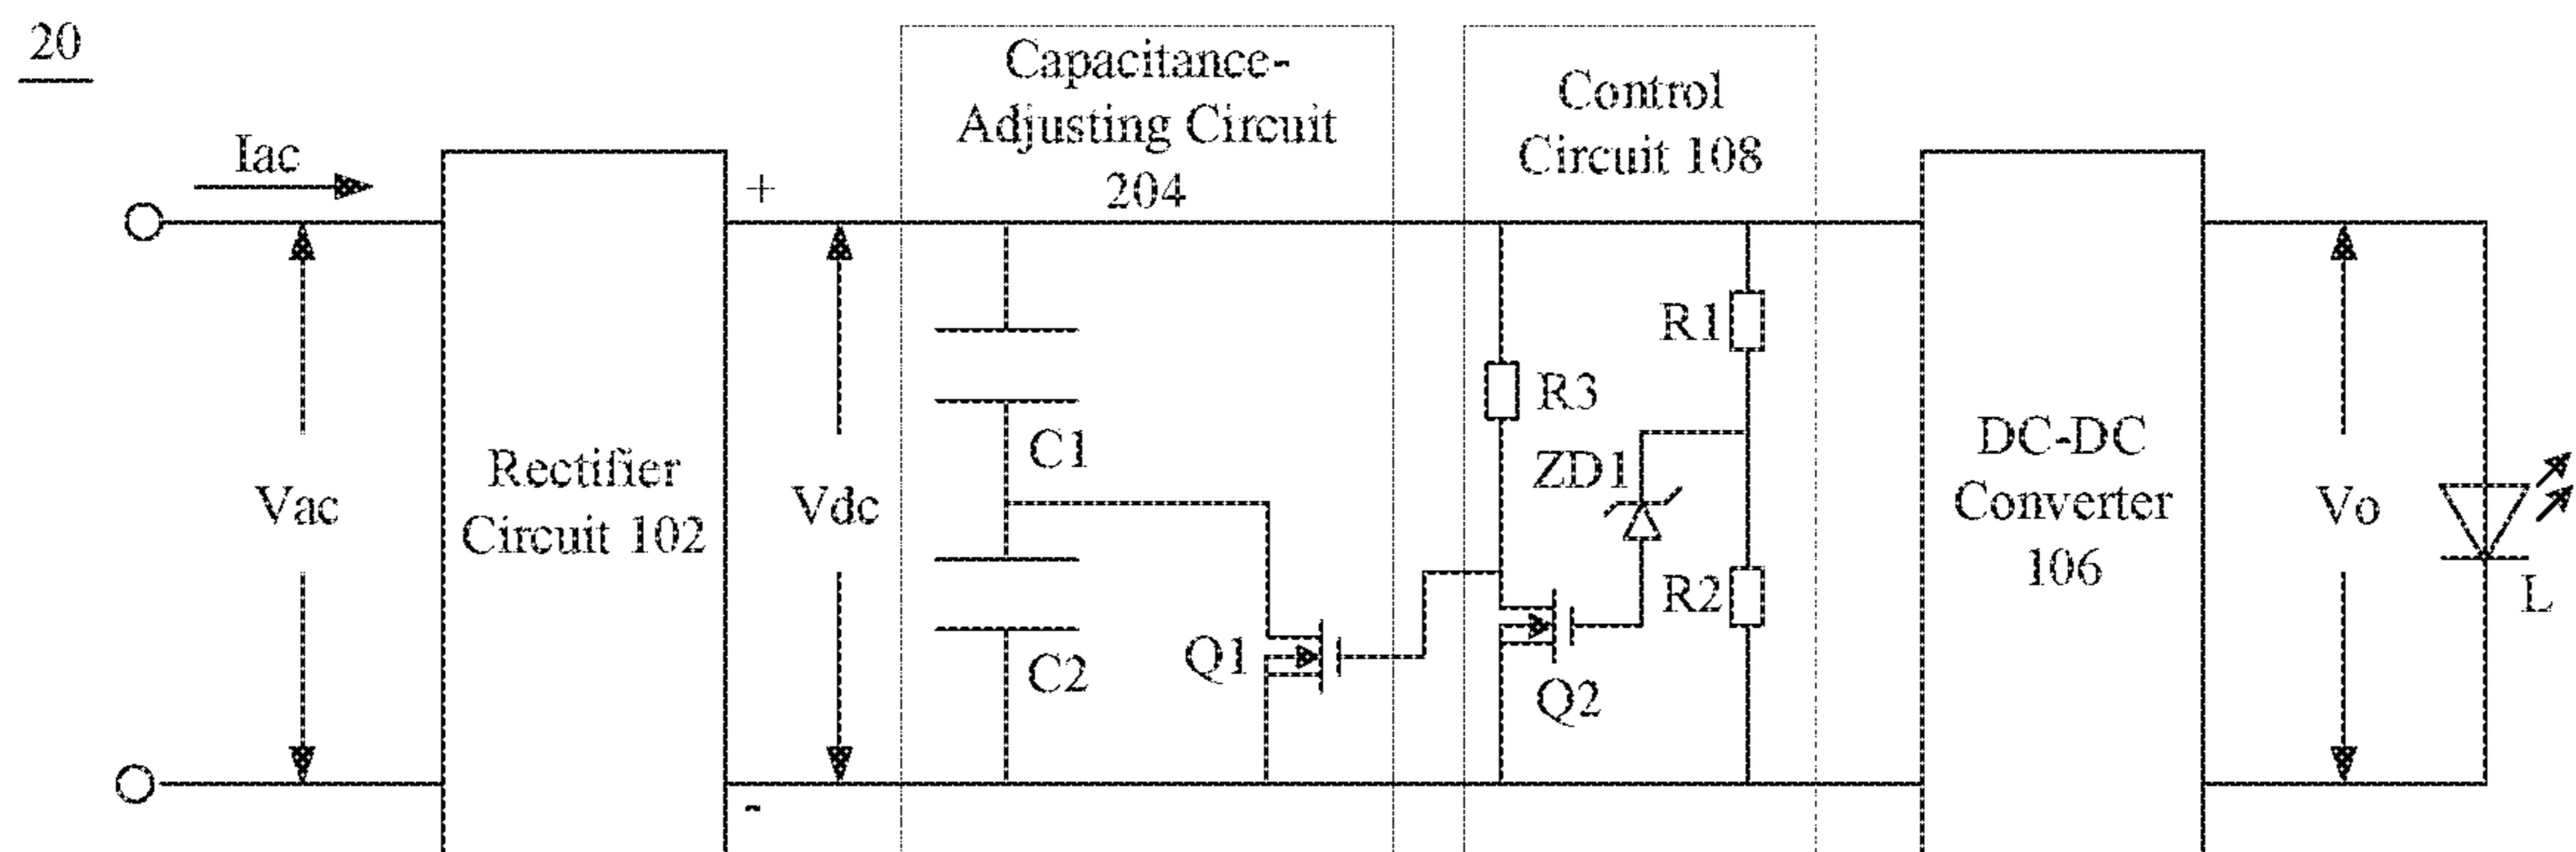 20
Iac
Vac
Rectifier
Circuit 102
+
-
Vdc
Capacitance-
Adjusting Circuit
204
C1
C2
Q1
Control
Circuit 108
R3
R1
ZD1
R2
Q2
DC-DC
Converter
106
Vo
L